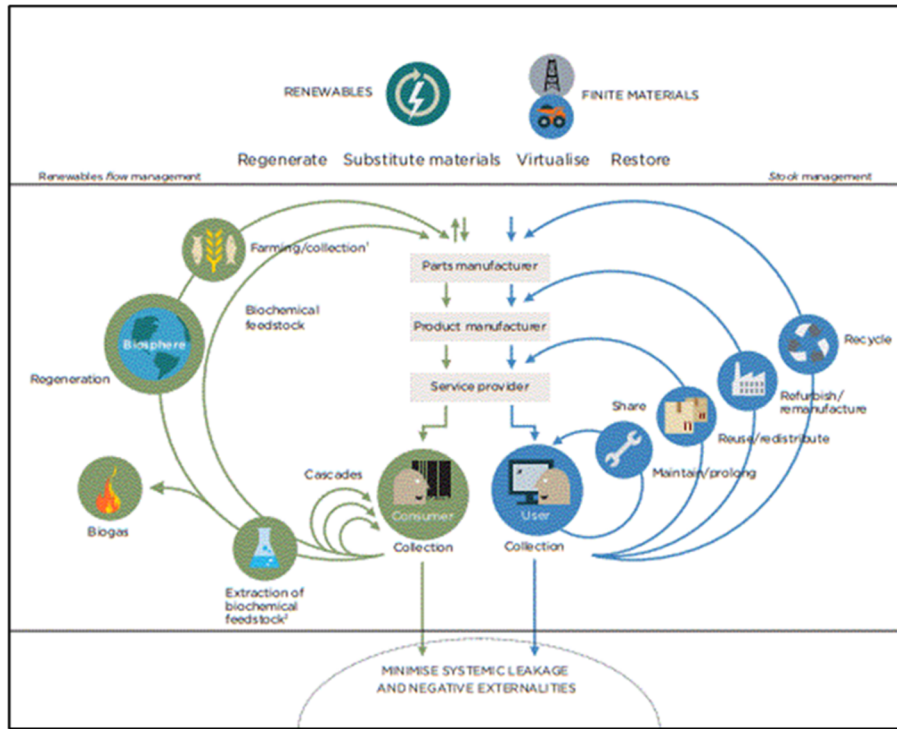 RENEWABLES
FINITE MATERIALS
Regenerate Substitute materials Virtualise Restore
Renewables flow management
Stock management
Farming/collection¹
Parts manufacturer
Biochemical
feedstock
Product manufacturer
Biosphere
Recycle
Regeneration
Service provider
Refurbish/
remanufacture
Share
Reuse/redistribute
Maintain/prolong
Cascades
Consumer
User
Biogas
Collection
Collection
Extraction of
biochemical
feedstock²
MINIMISE SYSTEMIC LEAKAGE
AND NEGATIVE EXTERNALITIES